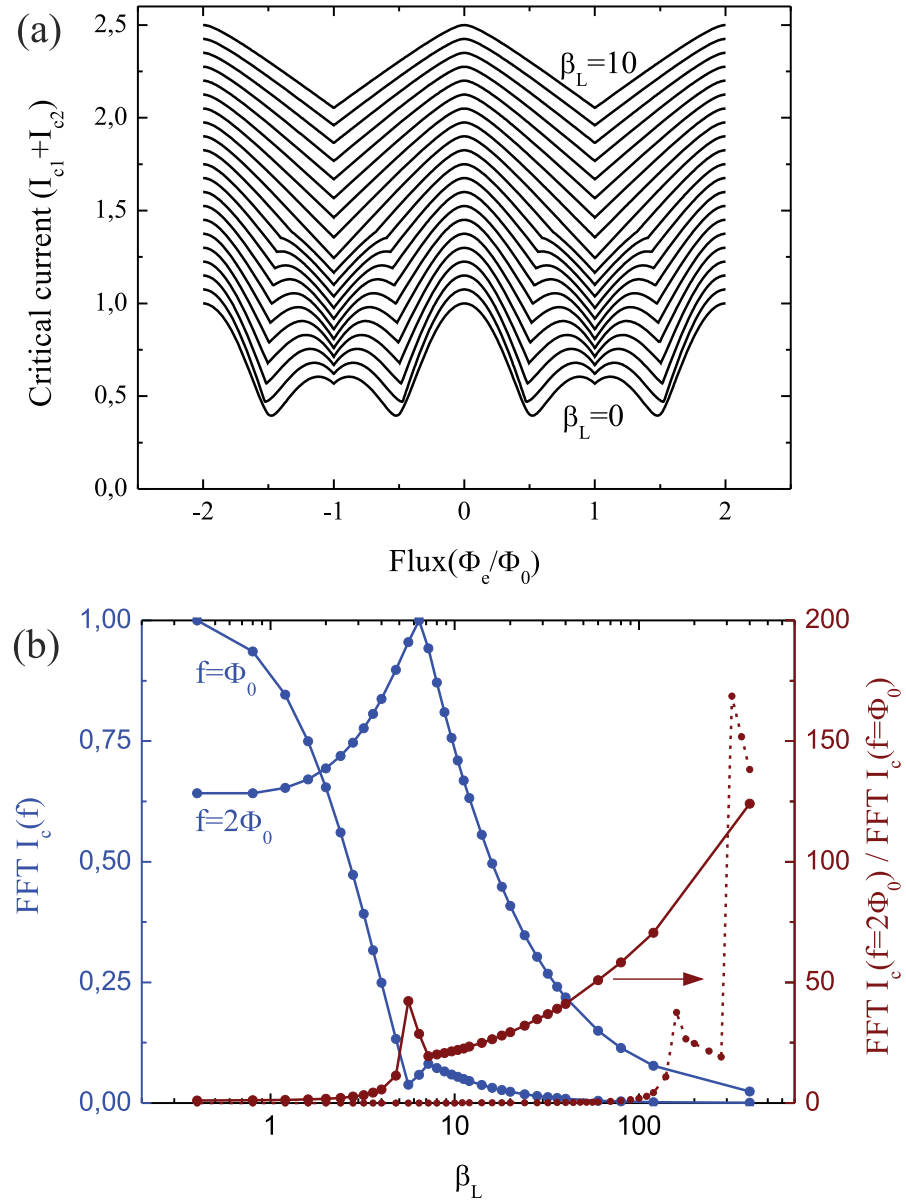 (a)
Critical current (I_c1+I_c2)
2,5
2,0
1,5
1,0
0,5
0,0
β_L=10
β_L=0
-2 -1 0 1 2
Flux(Φ_e/Φ_0)
(b)
FFT I_c(f)
1,00
0,75
0,50
0,25
0,00
f=Φ_0
f=2Φ_0
200
150
100
50
0
FFT I_c(f=2Φ_0) / FFT I_c(f=Φ_0)
1 10 100
β_L